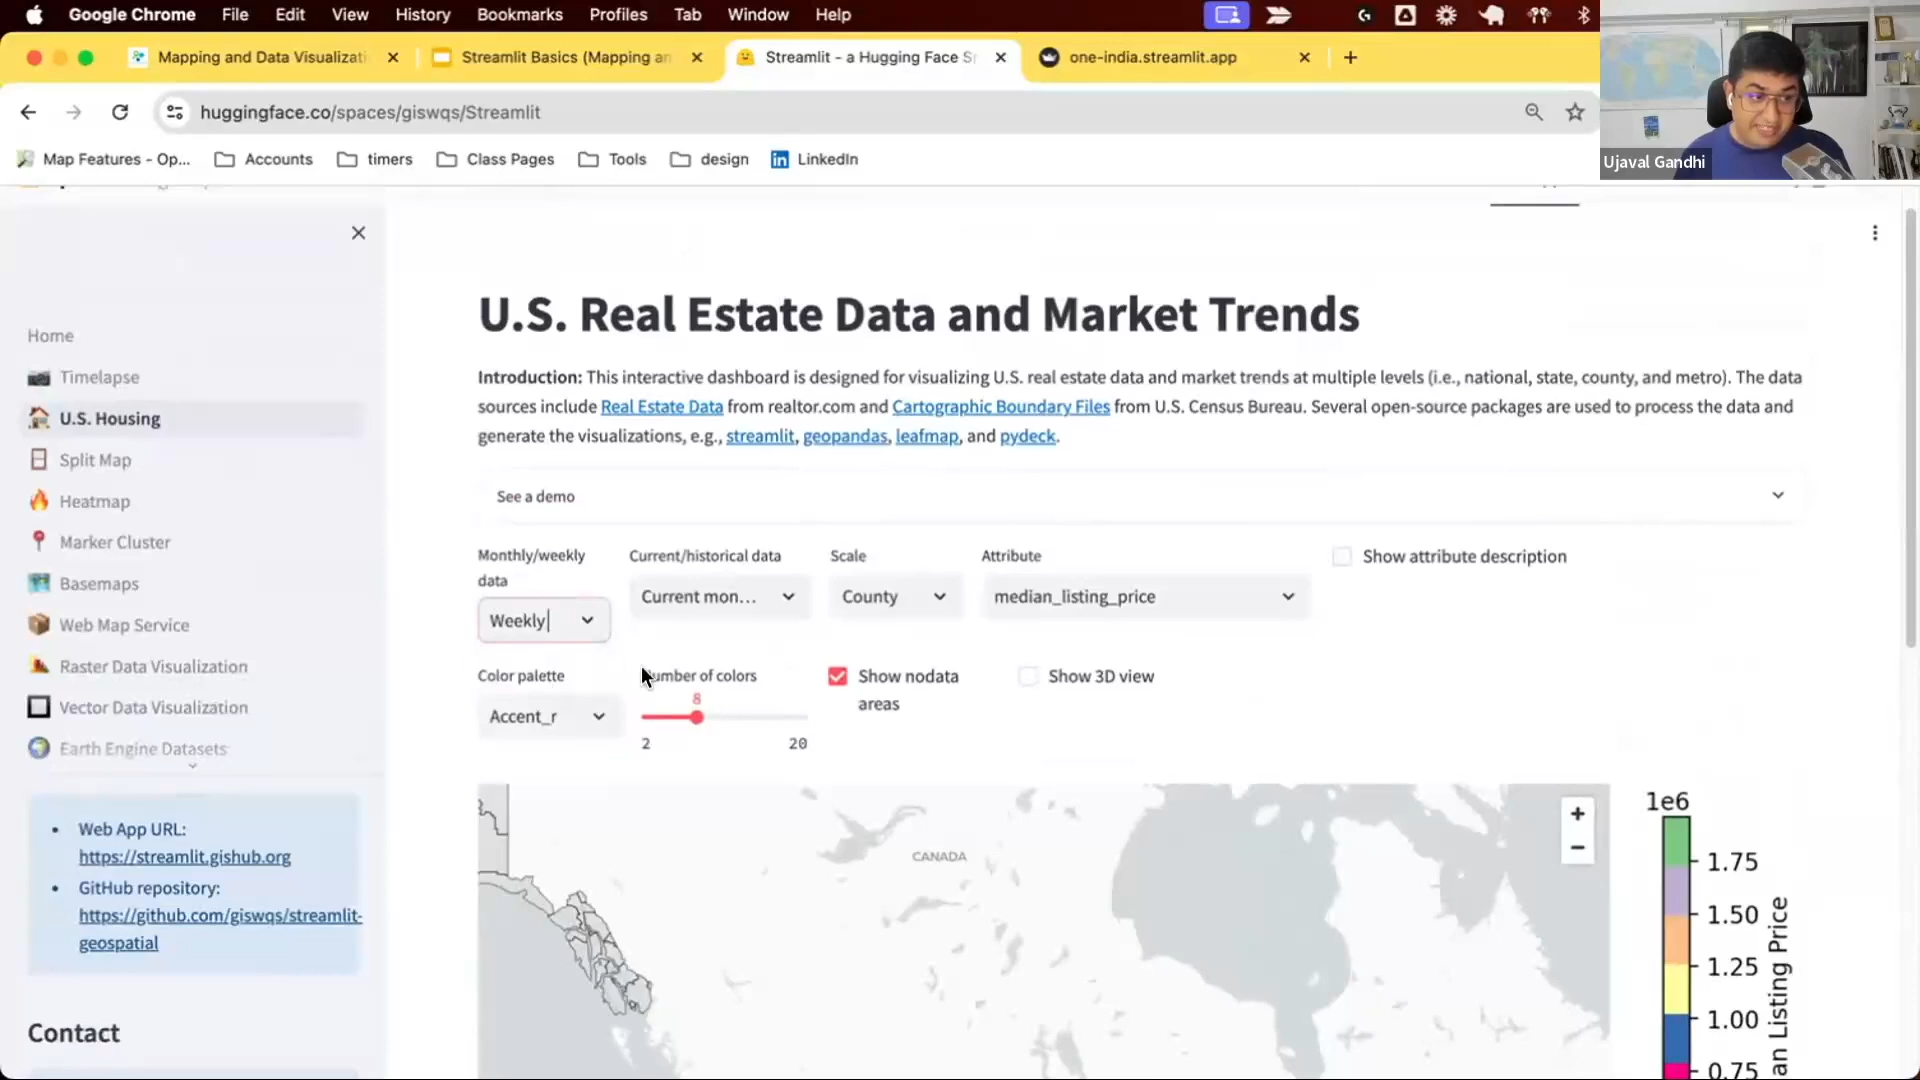 Google Chrome File Edit View History Bookmarks Profiles Tab Window Help
Mapping and Data Visualizati
Streamlit Basics (Mapping an
Streamlit - a Hugging Face S
one-india.streamlit.app
huggingface.co/spaces/giswqs/Streamlit
Map Features - Op...
Accounts
timers
Class Pages
Tools
design
LinkedIn
Ujaval Gandhi
Home
Timelapse
U.S. Housing
Split Map
Heatmap
Marker Cluster
Basemaps
Web Map Service
Raster Data Visualization
Vector Data Visualization
Earth Engine Datasets
Web App URL:
https://streamlit.gishub.org
GitHub repository:
https://github.com/giswqs/streamlit-
geospatial
Contact
U.S. Real Estate Data and Market Trends
Introduction: This interactive dashboard is designed for visualizing U.S. real estate data and market trends at multiple levels (i.e., national, state, county, and metro). The data
sources include Real Estate Data from realtor.com and Cartographic Boundary Files from U.S. Census Bureau. Several open-source packages are used to process the data and
generate the visualizations, e.g., streamlit, geopandas, leafmap, and pydeck.
See a demo
Monthly/weekly
data
Weekly
Current/historical data
Current mon...
Scale
County
Attribute
median_listing_price
Show attribute description
Color palette
Accent_r
umber of colors
8
2 20
Show nodata
areas
Show 3D view
CANADA
+
−
1e6
1.75
1.50
1.25
1.00
0.75
an Listing Price